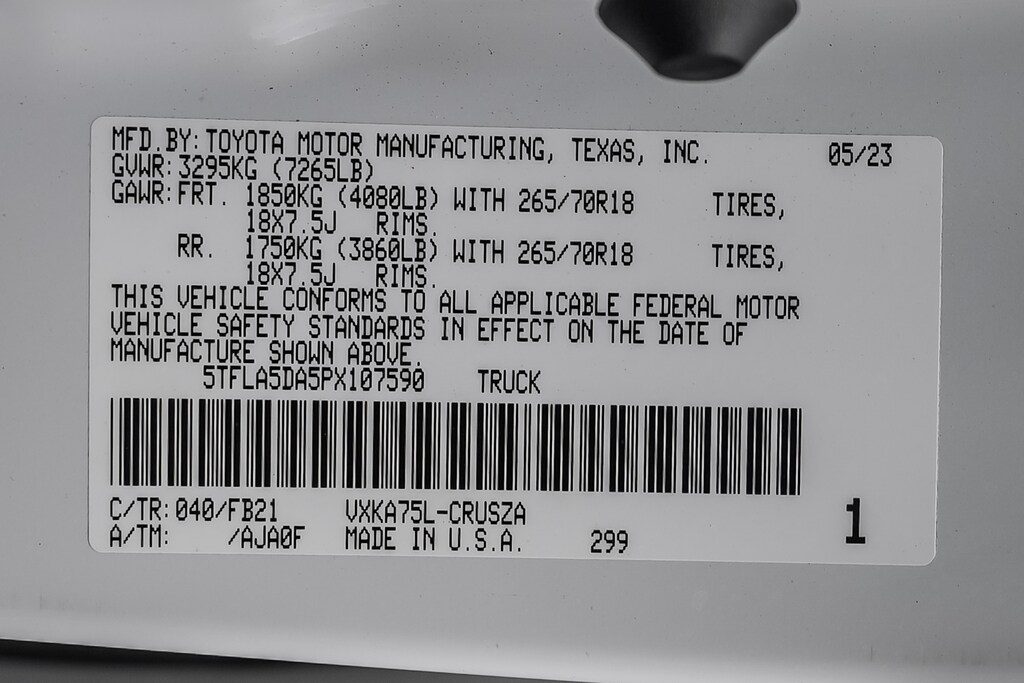 MFD.BY: TOYOTA MOTOR MANUFACTURING, TEXAS, INC. 05/23
GVWR: 3295KG (7265LB)
GAWR: FRT. 1850KG (4080LB) WITH 265/70R18 TIRES,
18X7.5J RIMS.
RR. 1750KG (3860LB) WITH 265/70R18 TIRES,
18X7.5J RIMS.
THIS VEHICLE CONFORMS TO ALL APPLICABLE FEDERAL MOTOR
VEHICLE SAFETY STANDARDS IN EFFECT ON THE DATE OF
MANUFACTURE SHOWN ABOVE.
5TFLA5DA5PX107590 TRUCK
C/TR: 040/FB21 VXKA75L-CRUSZA
A/TM: /AJA0F MADE IN U.S.A. 299
1